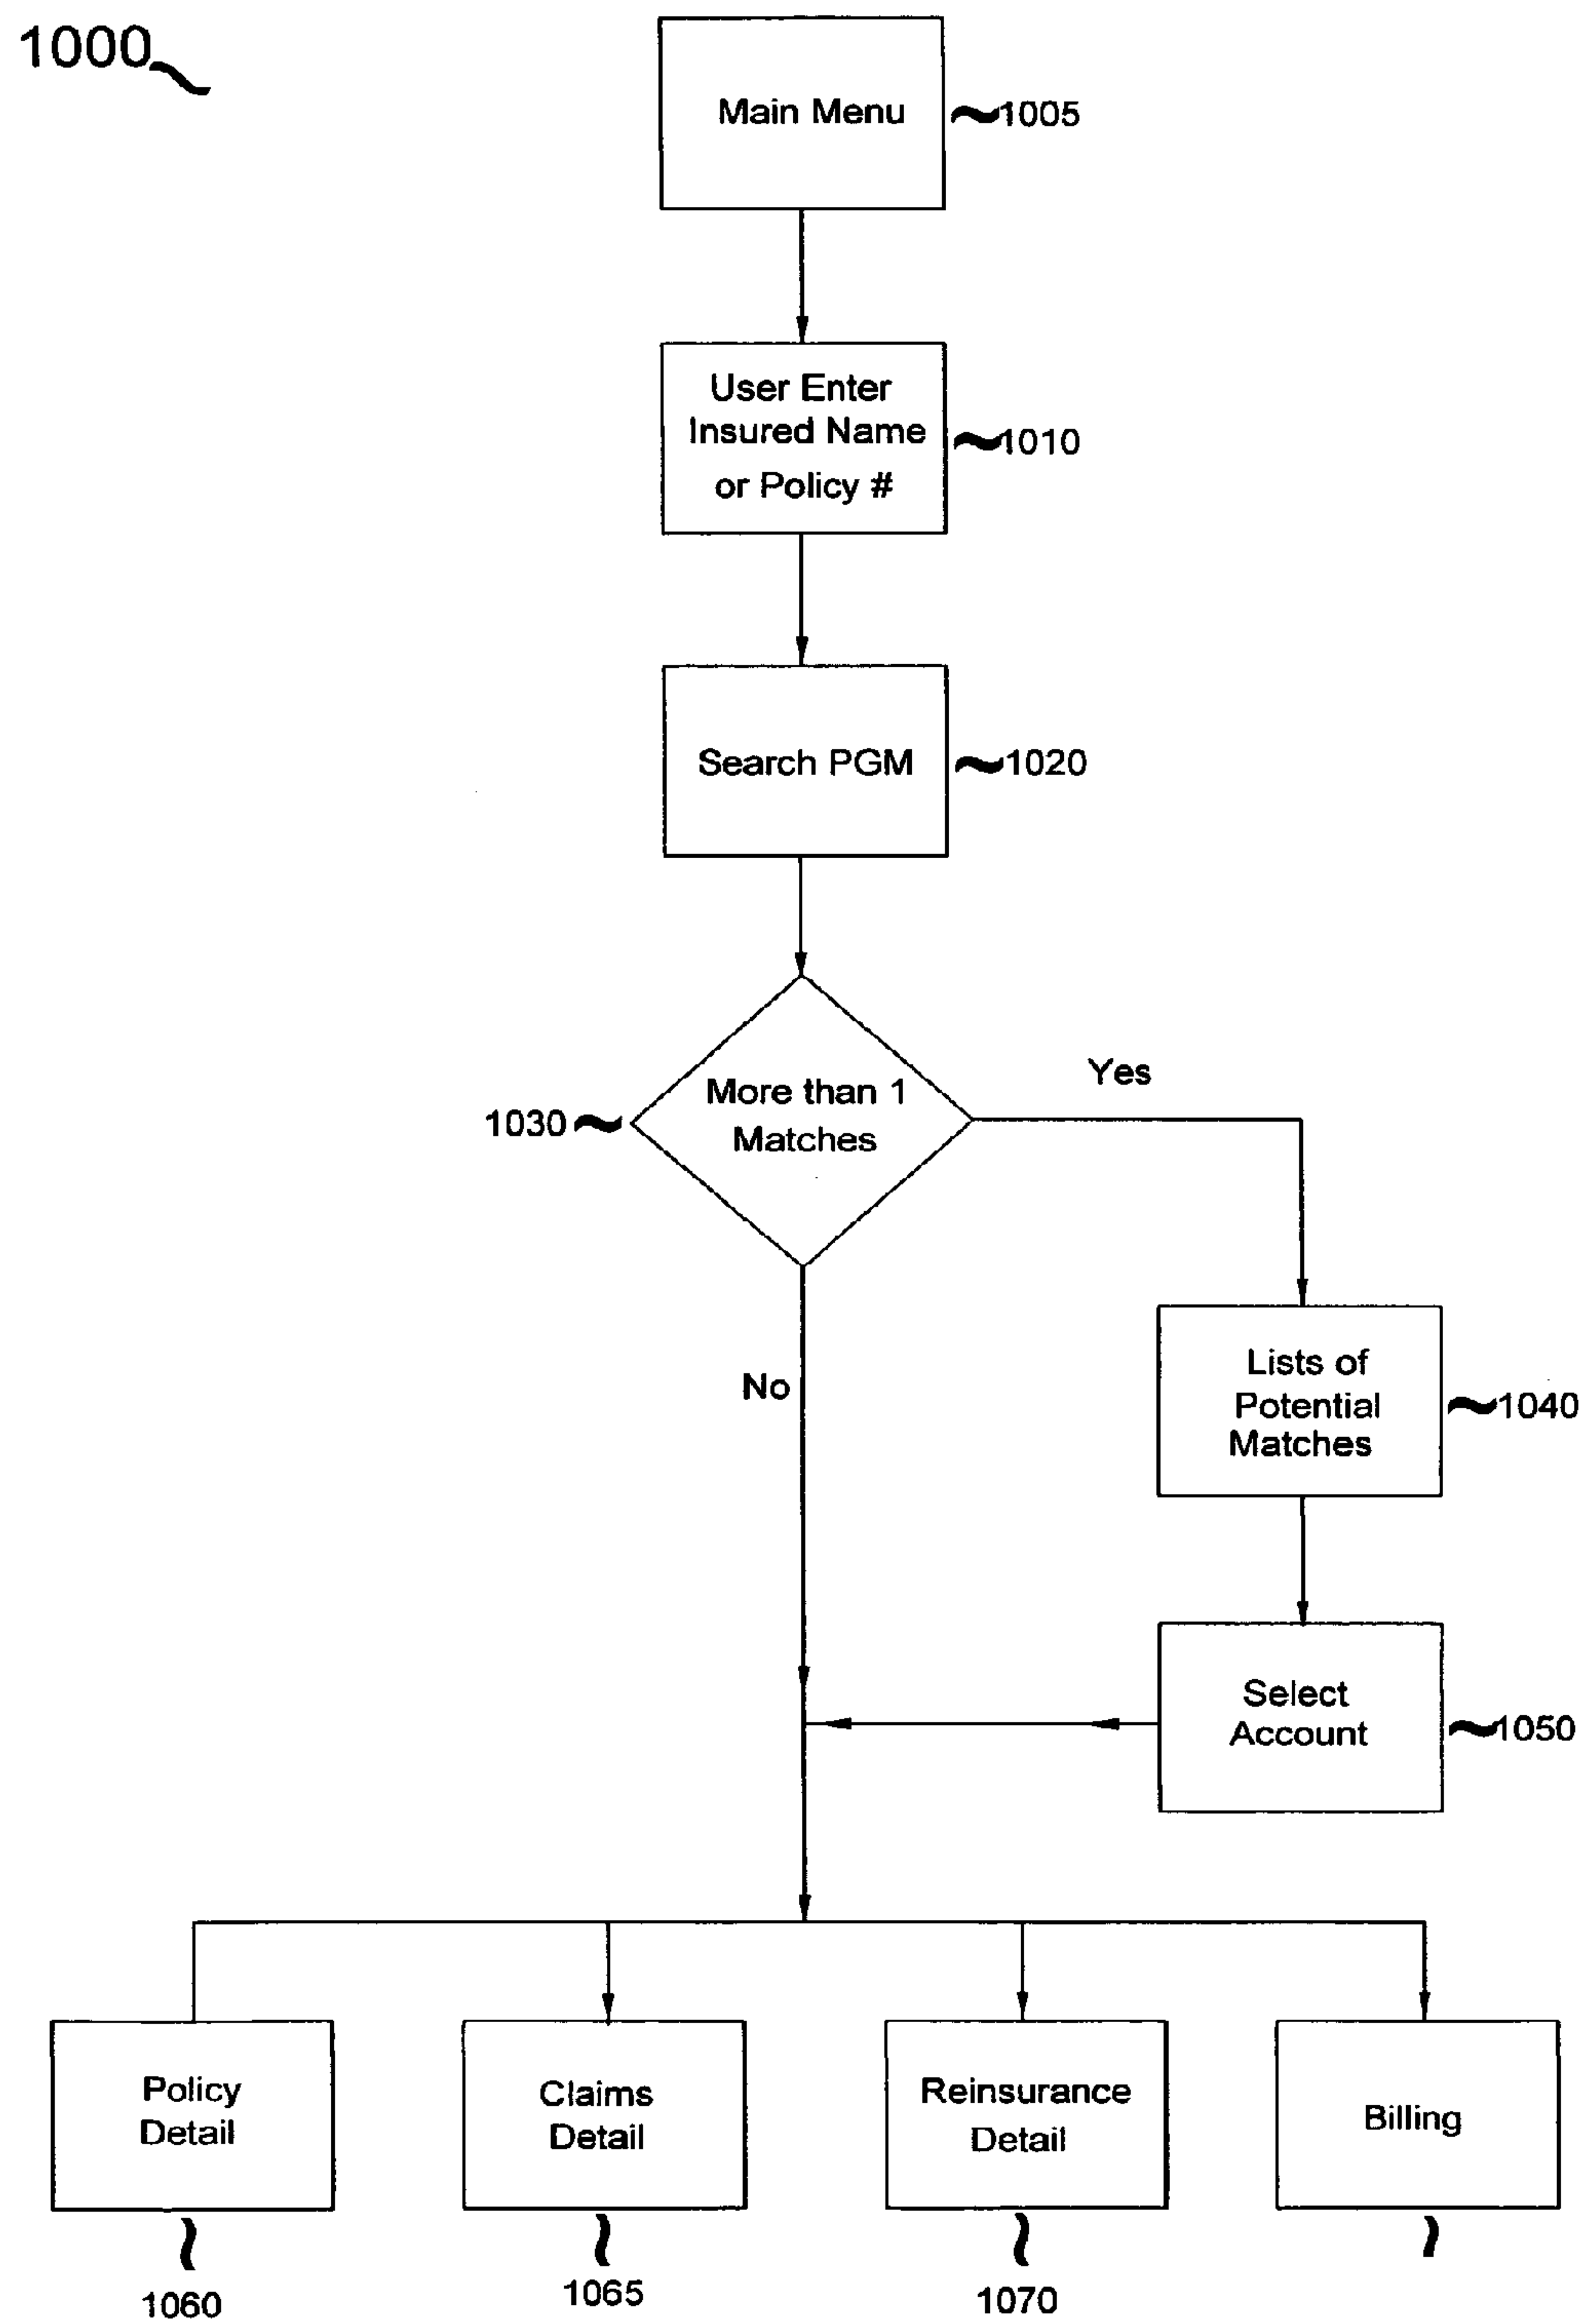 1000
Main Menu
1005
User Enter
Insured Name
or Policy #
1010
Search PGM
1020
More than 1
Matches
1030
Yes
No
Lists of
Potential
Matches
1040
Select
Account
1050
Policy
Detail
1060
Claims
Detail
1065
Reinsurance
Detail
1070
Billing